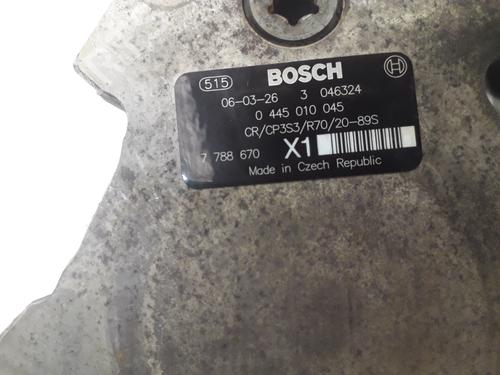 515 BOSCH
06-03-26 3 046324
0 445 010 045
CR/CP3S3/R70/20-89S
7 788 670 X1
Made in Czech Republic